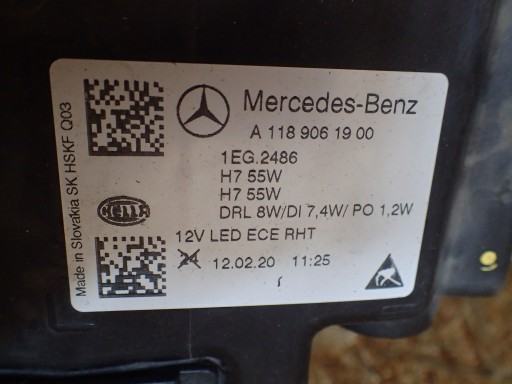 Mercedes-Benz
A 118 906 19 00
1EG.2486
H7 55W
H7 55W
DRL 8W/DI 7,4W/ PO 1,2W
HELLA
12V LED ECE RHT
12.02.20 11:25
Made in Slovakia SK HSKF Q03